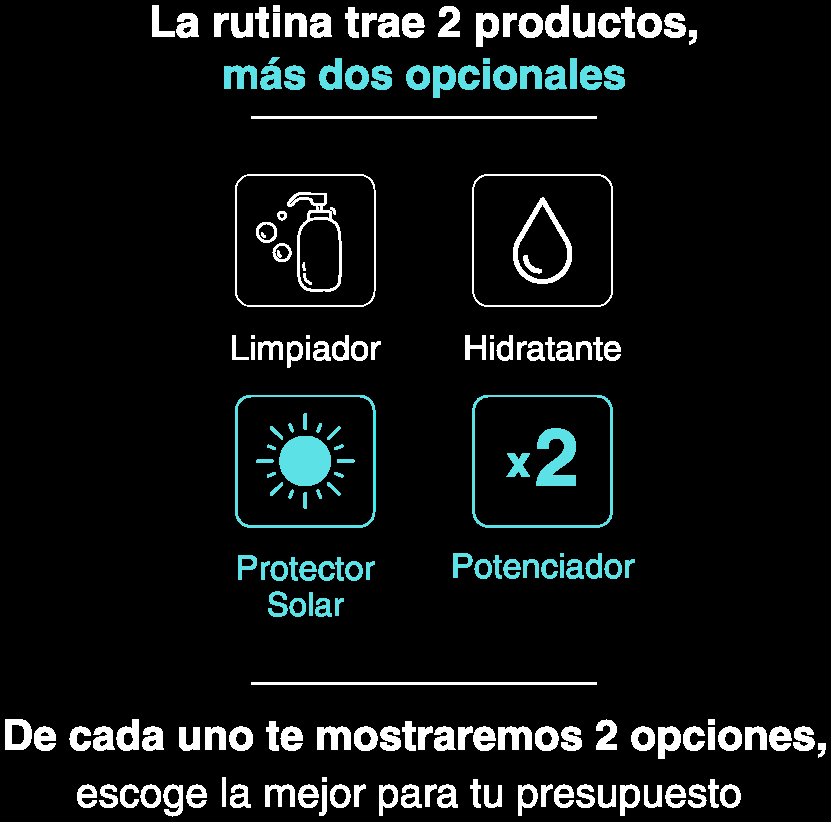 La rutina trae 2 productos,
más dos opcionales
Limpiador
Hidratante
x2
Protector
Solar
Potenciador
De cada uno te mostraremos 2 opciones,
escoge la mejor para tu presupuesto